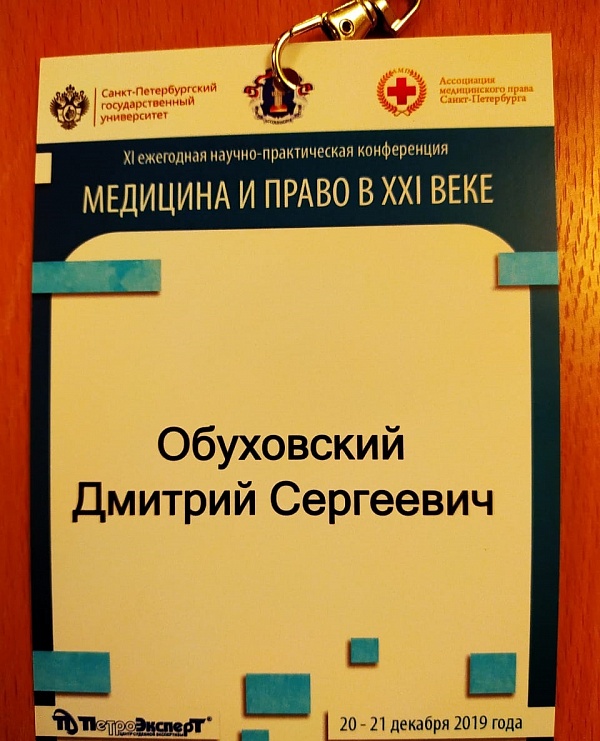 Санкт-Петербургский
государственный
университет
Ассоциация
медицинского права
Санкт-Петербурга
XI ежегодная научно-практическая конференция
МЕДИЦИНА И ПРАВО В XXI ВЕКЕ
Обуховский
Дмитрий Сергеевич
ПетроЭксперТ
20 - 21 декабря 2019 года